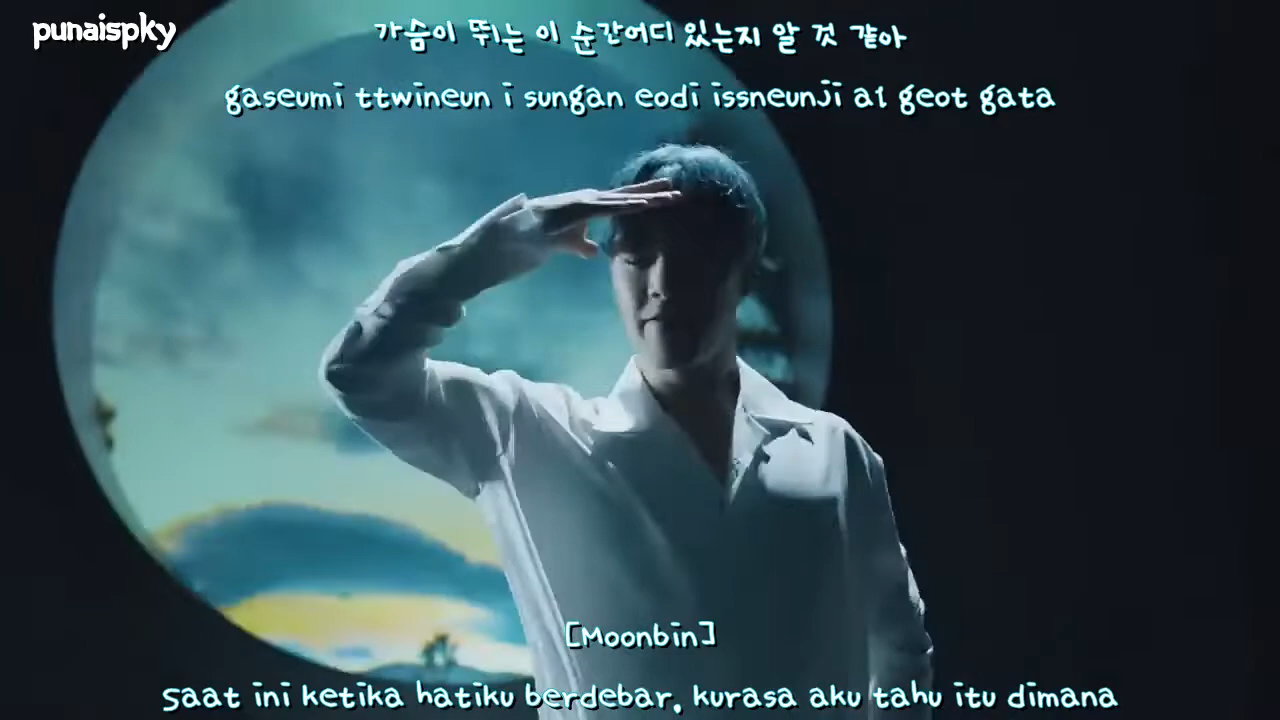 punaispky
가슴이 뛰는 이 순간어디 있는지 알 것 같아
gaseumi ttwineun i sungan eodi issneunji al geot gata
[Moonbin]
Saat ini ketika hatiku berdebar, kurasa aku tahu itu dimana